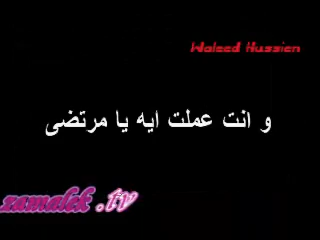 Waleed Hussien
و انت عملت ايه يا مرتضى
zamalek .tv